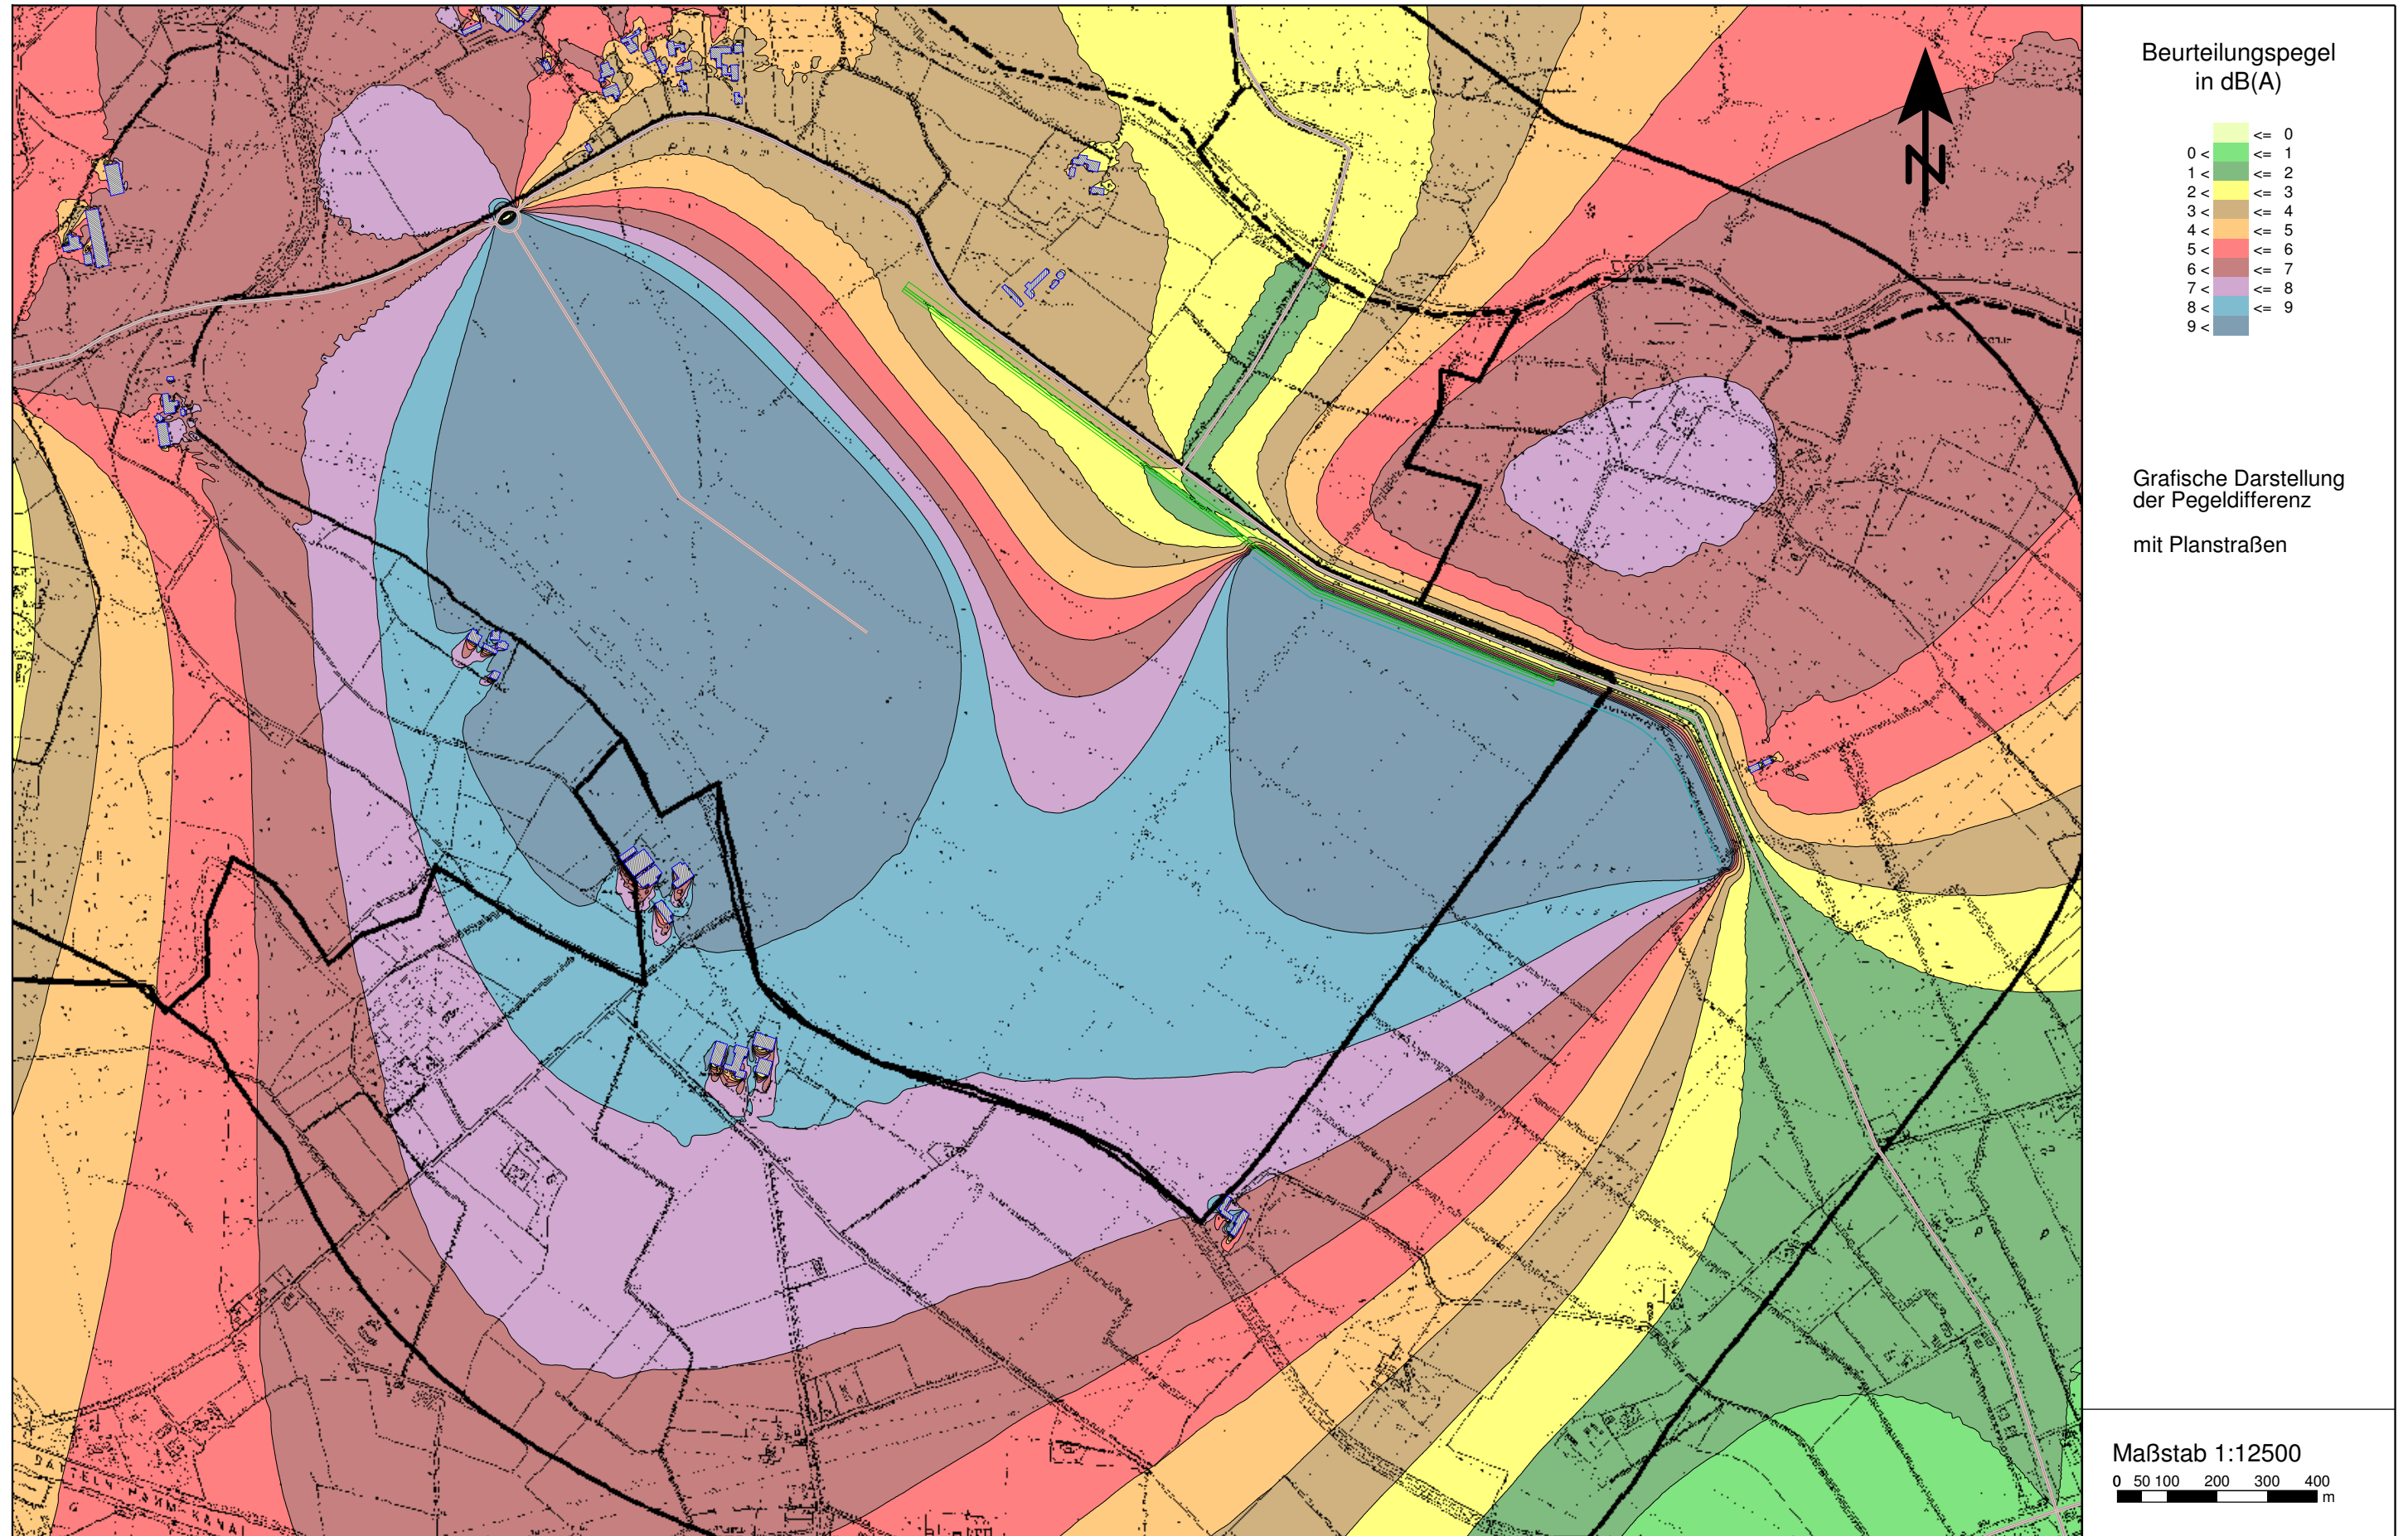 Beurteilungspegel
in dB(A)
<= 0
0 < <= 1
1 < <= 2
2 < <= 3
3 < <= 4
4 < <= 5
5 < <= 6
6 < <= 7
7 < <= 8
8 < <= 9
9 <
N
Grafische Darstellung
der Pegeldifferenz
mit Planstraßen
Maßstab 1:12500
0 50 100 200 300 400
m